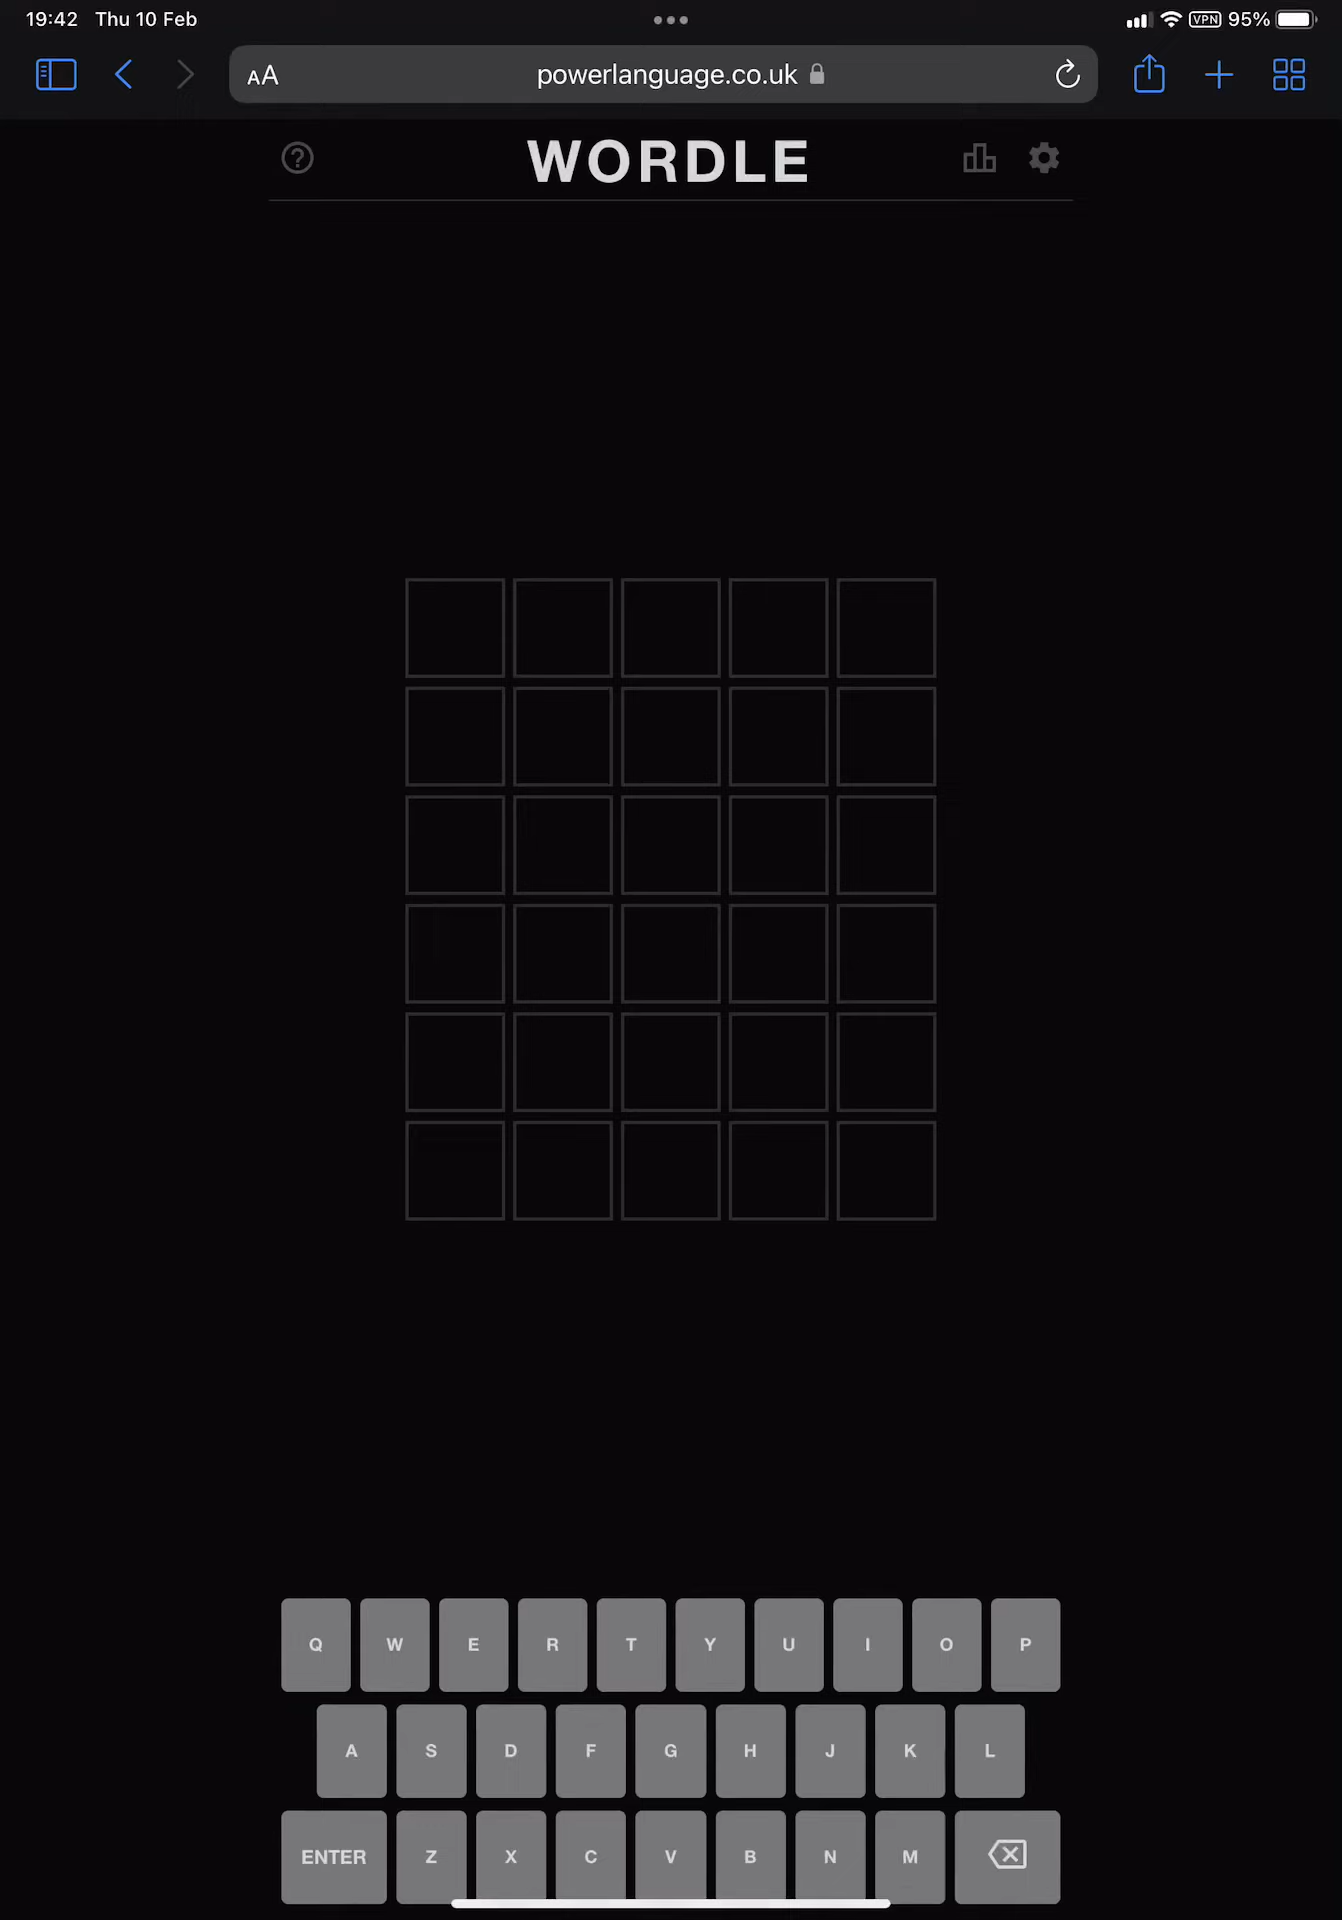 19:42 Thu 10 Feb
VPN 95%
AA powerlanguage.co.uk
? WORDLE
Q W E R T Y U I O P
A S D F G H J K L
ENTER Z X C V B N M